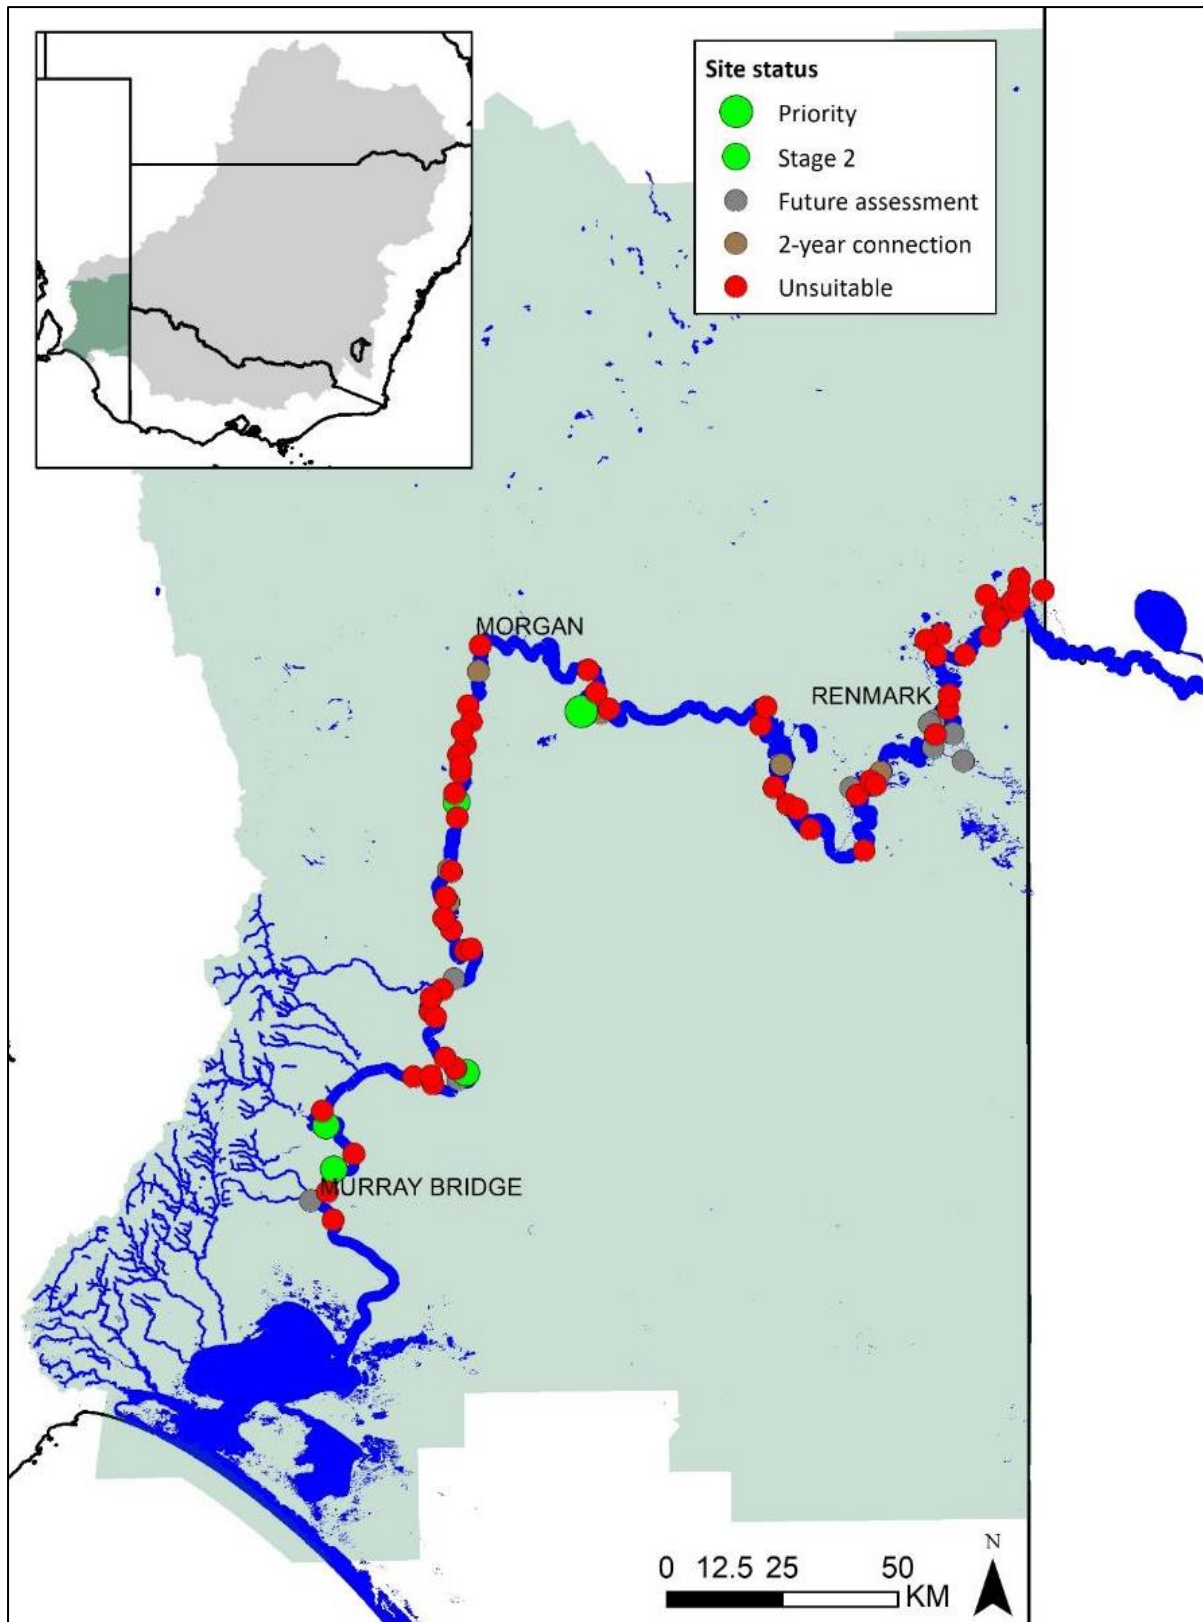 Site status
Priority
Stage 2
Future assessment
2-year connection
Unsuitable
MORGAN
RENMARK
MURRAY BRIDGE
N
0 12.5 25 50
KM